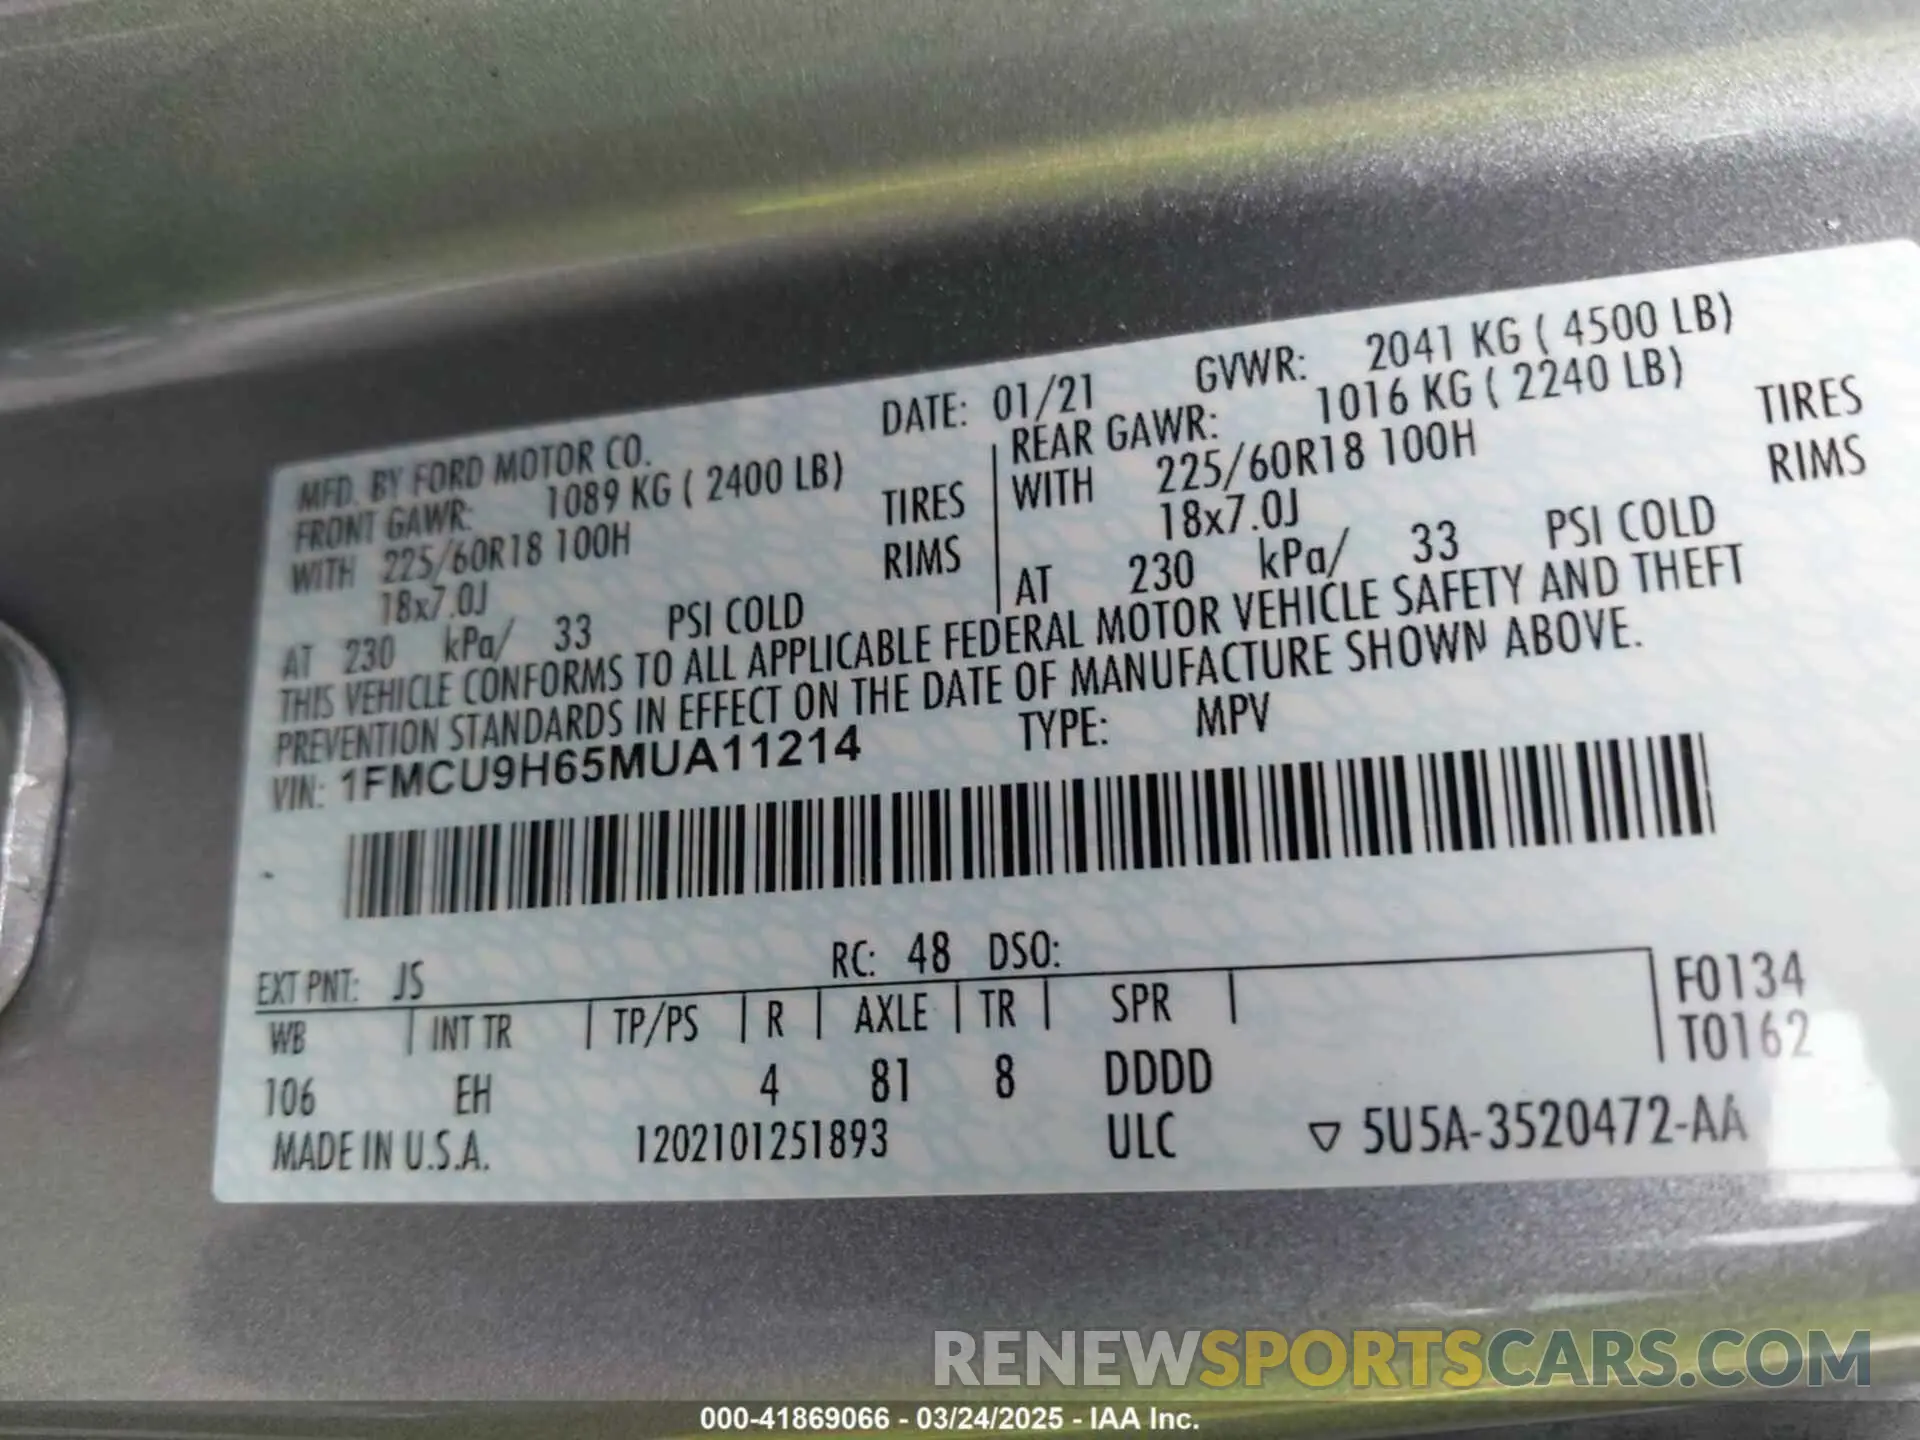 MFD. BY FORD MOTOR CO. DATE: 01/21 GVWR: 2041 KG ( 4500 LB)
FRONT GAWR: 1089 KG ( 2400 LB) REAR GAWR: 1016 KG ( 2240 LB)
WITH 225/60R18 100H TIRES WITH 225/60R18 100H TIRES
18x7.0J RIMS 18x7.0J RIMS
AT 230 kPa/ 33 PSI COLD AT 230 kPa/ 33 PSI COLD
THIS VEHICLE CONFORMS TO ALL APPLICABLE FEDERAL MOTOR VEHICLE SAFETY AND THEFT
PREVENTION STANDARDS IN EFFECT ON THE DATE OF MANUFACTURE SHOWN ABOVE.
VIN: 1FMCU9H65MUA11214 TYPE: MPV
EXT PNT: JS RC: 48 DSO:
WB INT TR TP/PS R AXLE TR SPR F0134
T0162
106 EH 4 81 8 DDDD
MADE IN U.S.A. 1202101251893 ULC ▽ 5U5A-3520472-AA
RENEWSPORTSCARS.COM
000-41869066 - 03/24/2025 - IAA Inc.